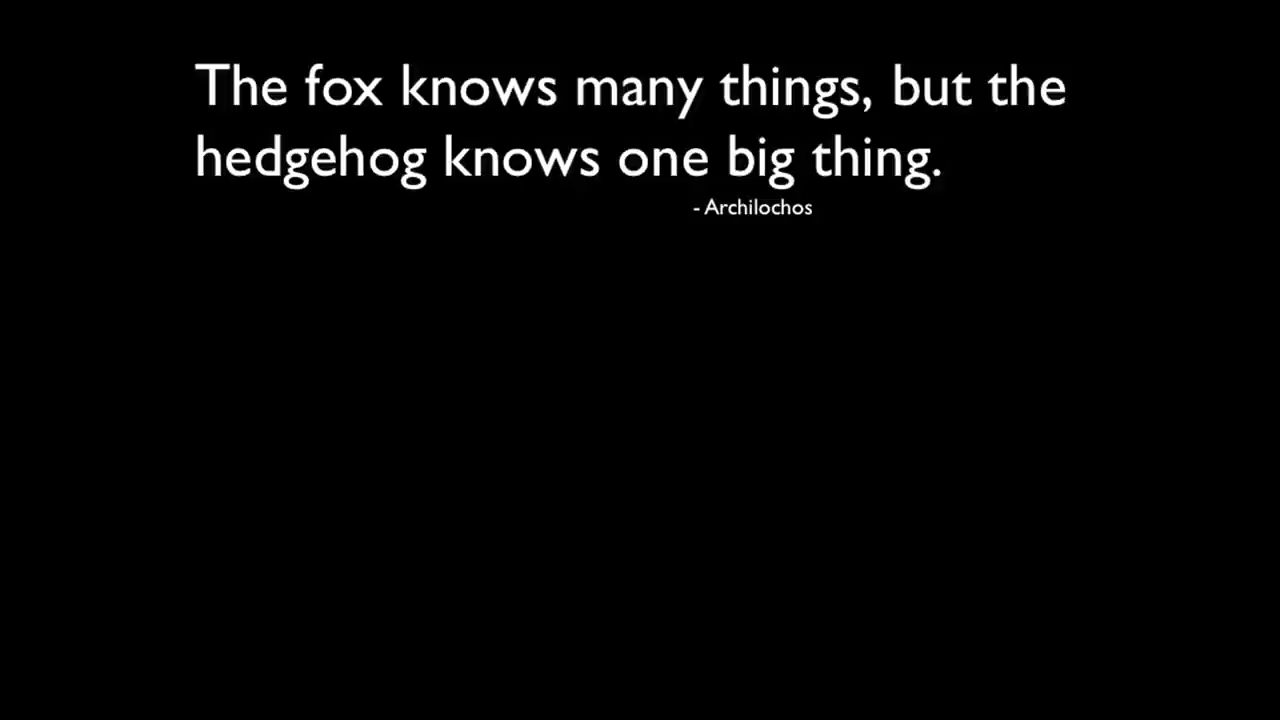 The fox knows many things, but the
hedgehog knows one big thing.
- Archilochos